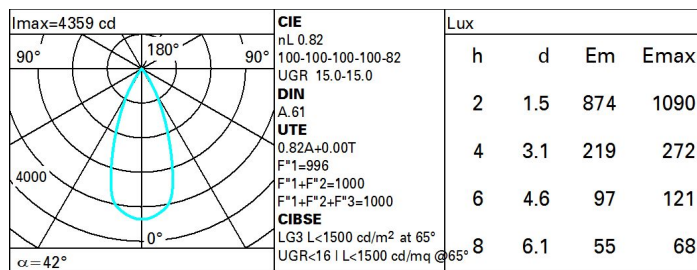 Imax=4359 cd
90° 180° 90°
4000
0°
α=42°
CIE
nL 0.82
100-100-100-100-82
UGR 15.0-15.0
DIN
A.61
UTE
0.82A+0.00T
F"1=996
F"1+F"2=1000
F"1+F"2+F"3=1000
CIBSE
LG3 L<1500 cd/m² at 65°
UGR<16 | L<1500 cd/mq @65°
Lux
h d Em Emax
2 1.5 874 1090
4 3.1 219 272
6 4.6 97 121
8 6.1 55 68